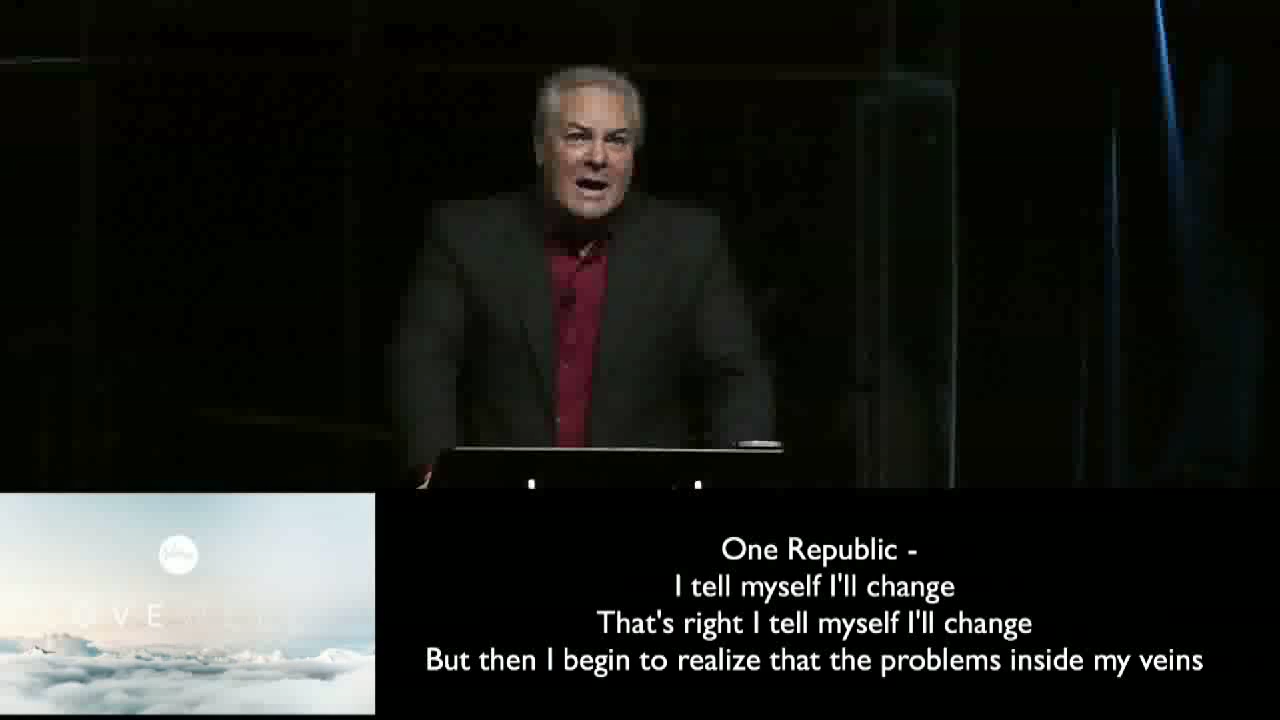 One Republic -
I tell myself I'll change
That's right I tell myself I'll change
But then I begin to realize that the problems inside my veins